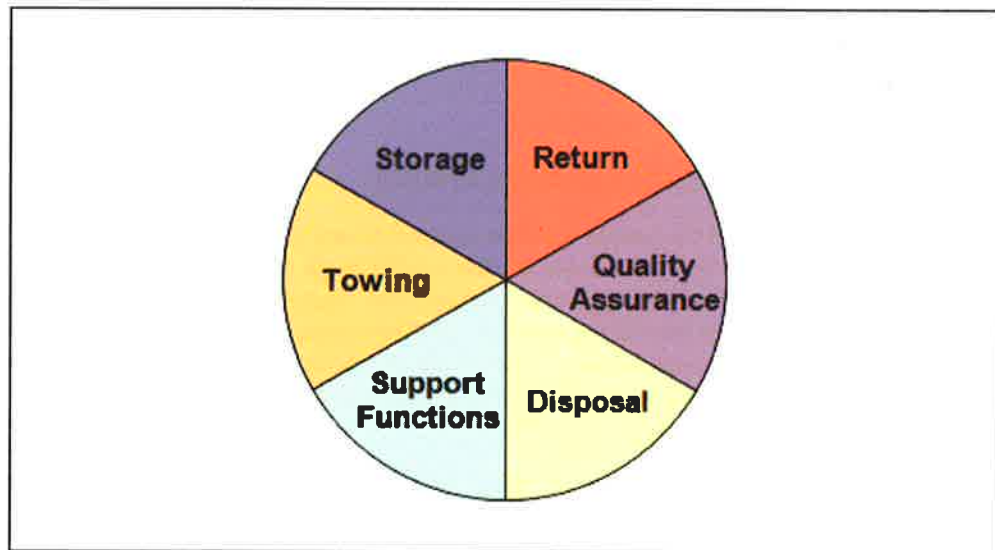 Storage
Return
Towing
Quality
Assurance
Support
Functions
Disposal